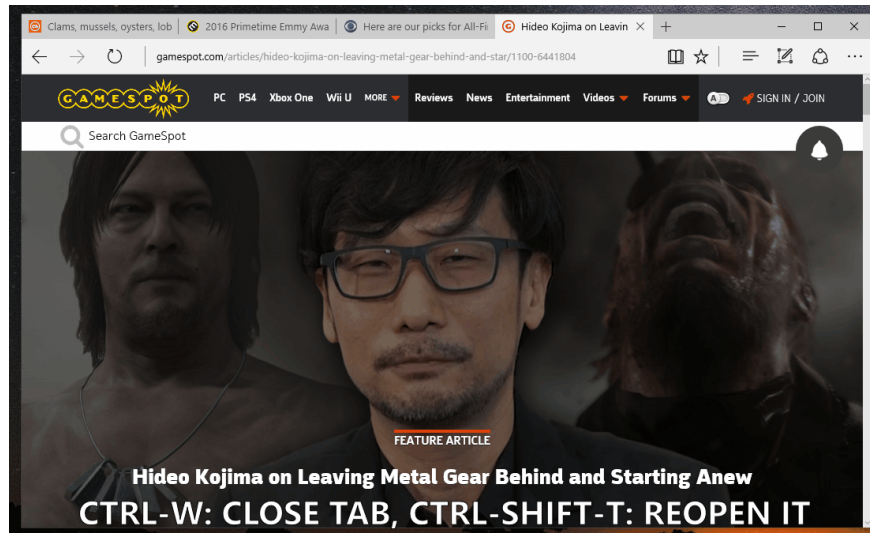 Clams, mussels, oysters, lob
2016 Primetime Emmy Awa
Here are our picks for All-Fi
Hideo Kojima on Leavin
gamespot.com/articles/hideo-kojima-on-leaving-metal-gear-behind-and-star/1100-6441804
GAMESPOT PC PS4 Xbox One Wii U MORE Reviews News Entertainment Videos Forums A SIGN IN / JOIN
Search GameSpot
FEATURE ARTICLE
Hideo Kojima on Leaving Metal Gear Behind and Starting Anew
CTRL-W: CLOSE TAB, CTRL-SHIFT-T: REOPEN IT